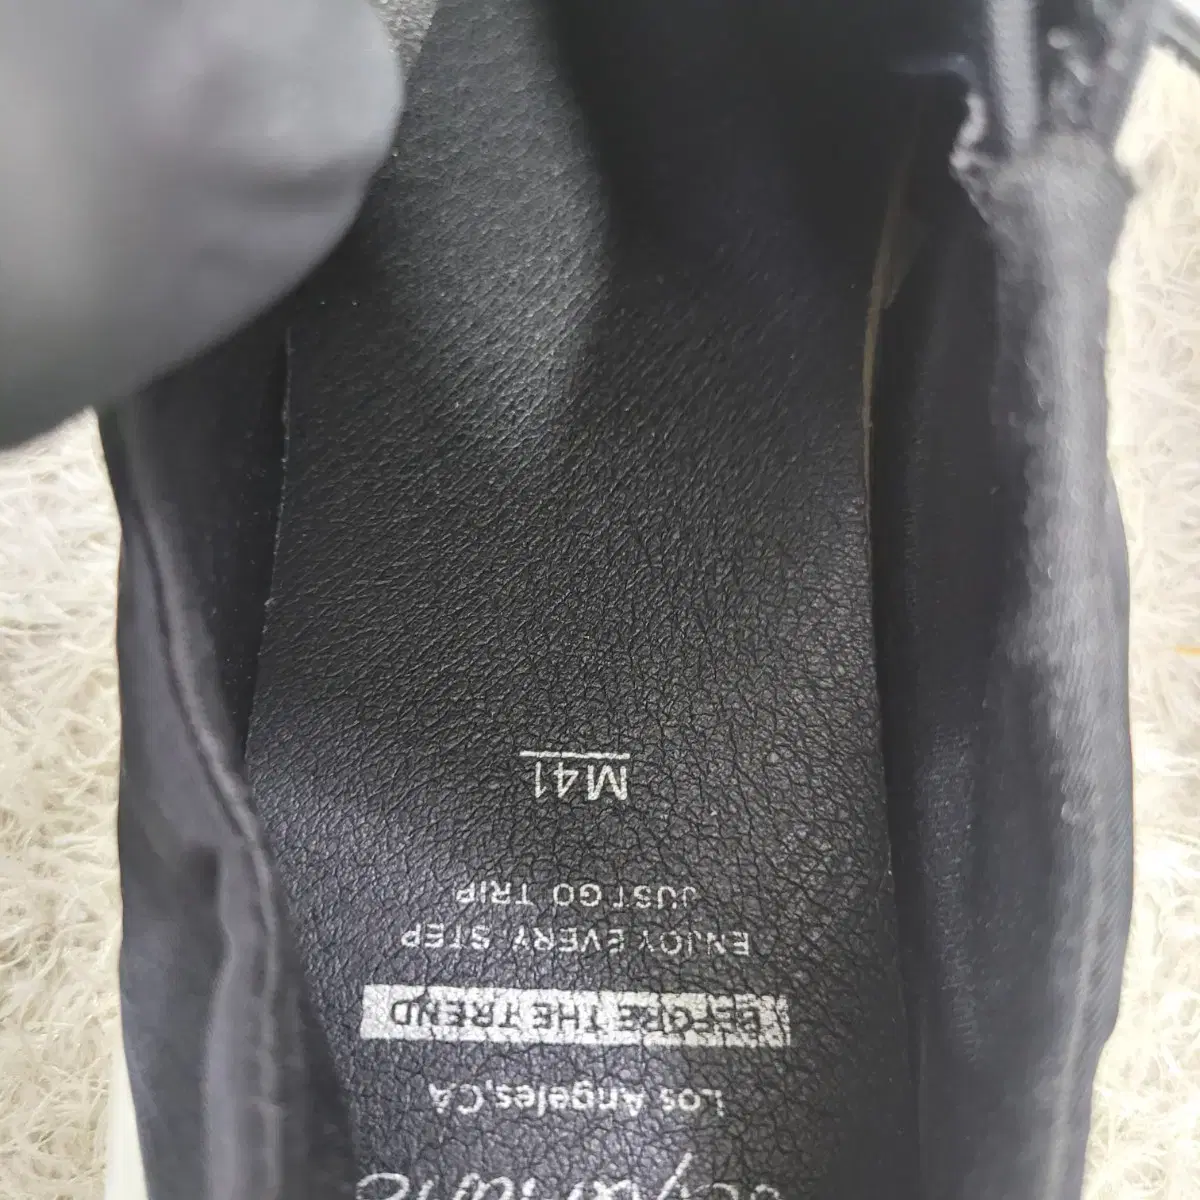 Los Angeles,CA
BEFORE THE TREND
ENJOY EVERY STEP
JUST GO TRIP
M41